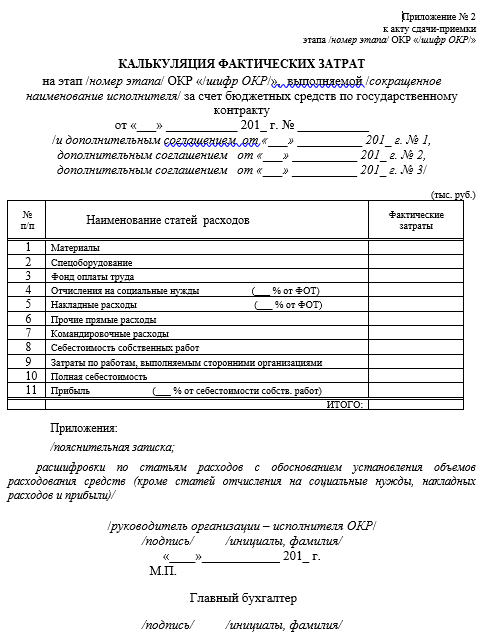 Приложение № 2
к акту сдачи-приемки
этапа /номер этапа/ ОКР «/шифр ОКР/»
КАЛЬКУЛЯЦИЯ ФАКТИЧЕСКИХ ЗАТРАТ
на этап /номер этапа/ ОКР «/шифр ОКР/», выполняемой /сокращенное
наименование исполнителя/ за счет бюджетных средств по государственному
контракту
от «___» ___________ 201_ г. № ___________
/и дополнительным соглашением от «___» __________ 201_ г. № 1,
дополнительным соглашением от «___» __________ 201_ г. № 2,
дополнительным соглашением от «___» __________ 201_ г. № 3/
(тыс. руб.)
№ п/п Наименование статей расходов Фактические затраты
1 Материалы
2 Спецоборудование
3 Фонд оплаты труда
4 Отчисления на социальные нужды (___ % от ФОТ)
5 Накладные расходы (___ % от ФОТ)
6 Прочие прямые расходы
7 Командировочные расходы
8 Себестоимость собственных работ
9 Затраты по работам, выполняемым сторонними организациями
10 Полная себестоимость
11 Прибыль (___ % от себестоимости собств. работ)
ИТОГО:
Приложения:
/пояснительная записка;
расшифровки по статьям расходов с обоснованием установления объемов
расходования средств (кроме статей отчисления на социальные нужды, накладных
расходов и прибыли)/
/руководитель организации – исполнителя ОКР/
/подпись/ /инициалы, фамилия/
«____»____________ 201_ г.
М.П.
Главный бухгалтер
/подпись/ /инициалы, фамилия/